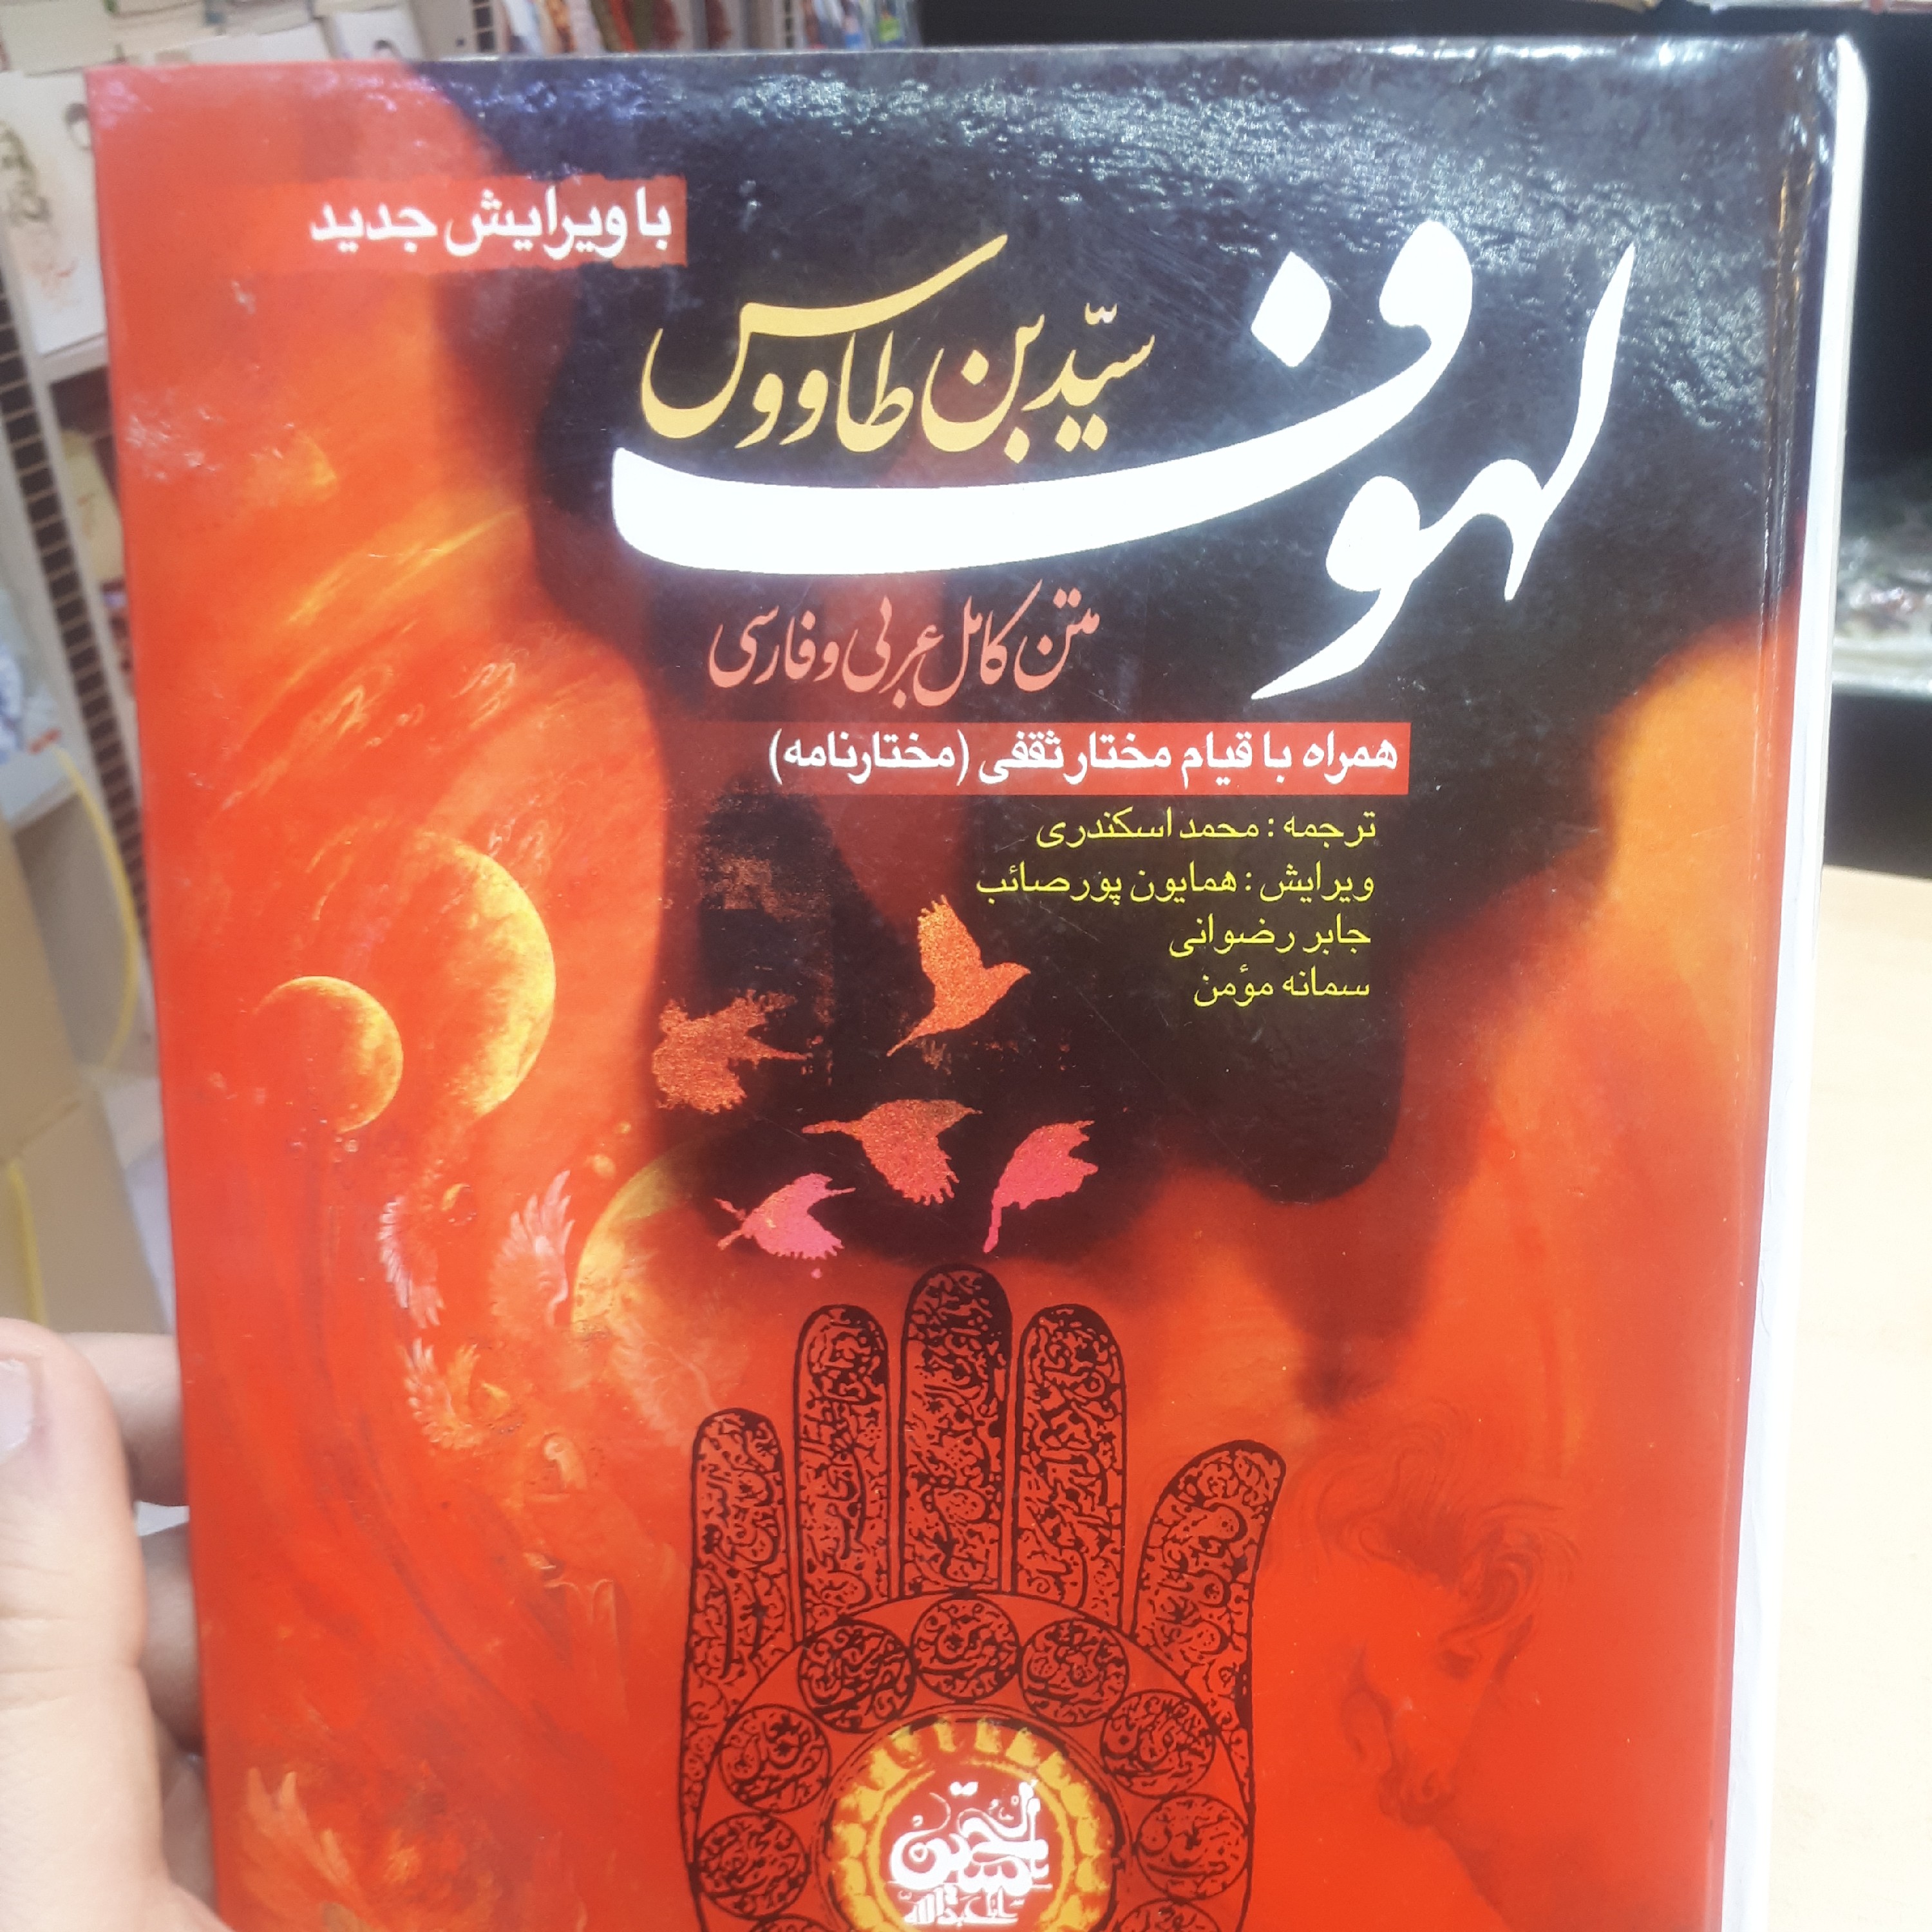 با ویرایش جدید
لهوف
سیّد بن طاووس
متن کامل عربی و فارسی
همراه با قیام مختار ثقفی (مختارنامه)
ترجمه : محمد اسکندری
ویرایش : همایون پورصائب
جابر رضوانی
سمانه مؤمن